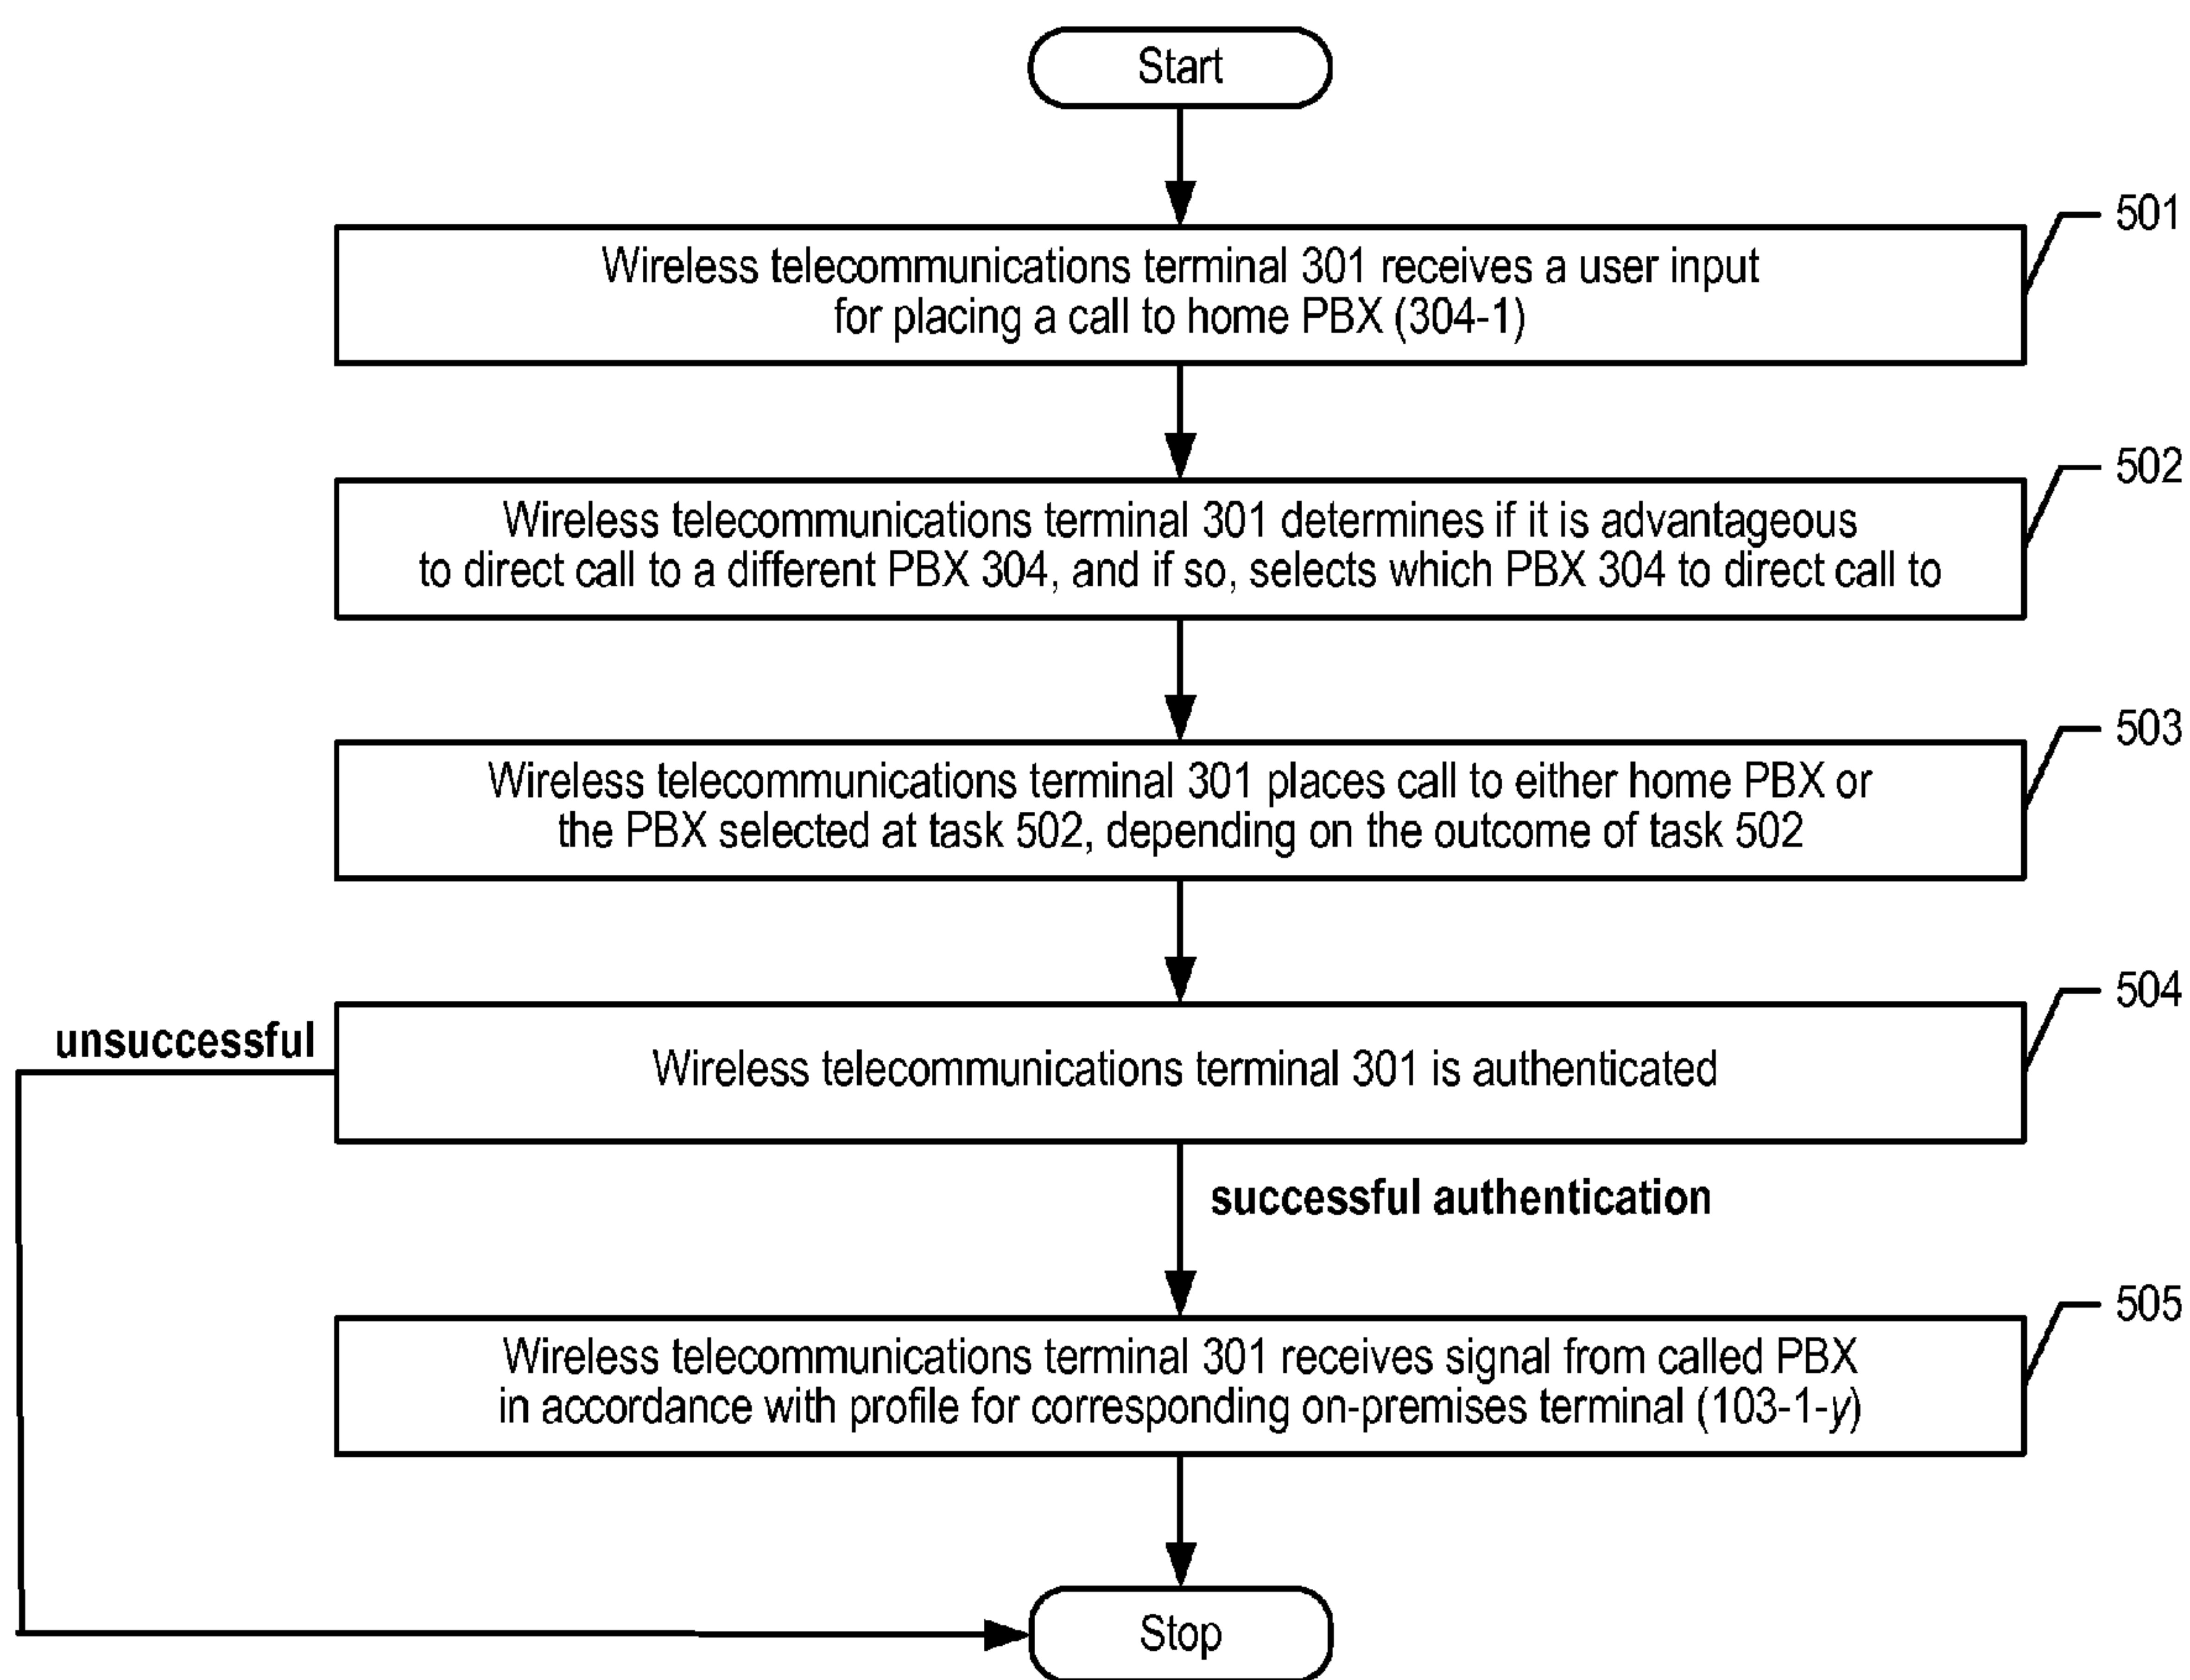 Start
501
Wireless telecommunications terminal 301 receives a user input
for placing a call to home PBX (304-1)
502
Wireless telecommunications terminal 301 determines if it is advantageous
to direct call to a different PBX 304, and if so, selects which PBX 304 to direct call to
503
Wireless telecommunications terminal 301 places call to either home PBX or
the PBX selected at task 502, depending on the outcome of task 502
504
unsuccessful
Wireless telecommunications terminal 301 is authenticated
successful authentication
505
Wireless telecommunications terminal 301 receives signal from called PBX
in accordance with profile for corresponding on-premises terminal (103-1-y)
Stop